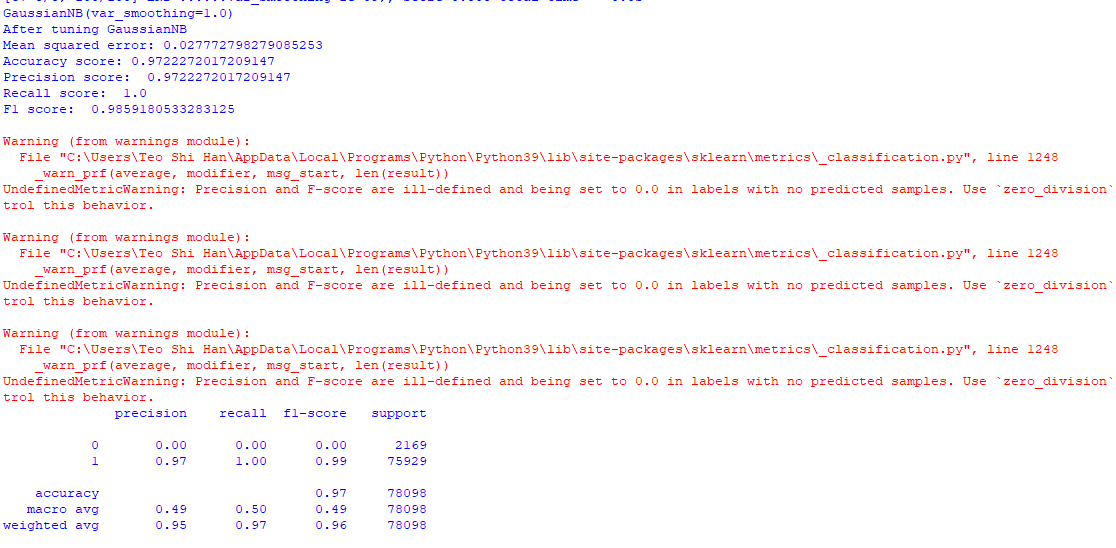 GaussianNB(var_smoothing=1.0)
After tuning GaussianNB
Mean squared error: 0.027772798279085253
Accuracy score: 0.9722272017209147
Precision score:  0.9722272017209147
Recall score:  1.0
F1 score:  0.9859180533283125
Warning (from warnings module):
  File "C:\Users\Teo Shi Han\AppData\Local\Programs\Python\Python39\lib\site-packages\sklearn\metrics\_classification.py", line 1248
    _warn_prf(average, modifier, msg_start, len(result))
UndefinedMetricWarning: Precision and F-score are ill-defined and being set to 0.0 in labels with no predicted samples. Use `zero_division`
trol this behavior.
Warning (from warnings module):
  File "C:\Users\Teo Shi Han\AppData\Local\Programs\Python\Python39\lib\site-packages\sklearn\metrics\_classification.py", line 1248
    _warn_prf(average, modifier, msg_start, len(result))
UndefinedMetricWarning: Precision and F-score are ill-defined and being set to 0.0 in labels with no predicted samples. Use `zero_division`
trol this behavior.
Warning (from warnings module):
  File "C:\Users\Teo Shi Han\AppData\Local\Programs\Python\Python39\lib\site-packages\sklearn\metrics\_classification.py", line 1248
    _warn_prf(average, modifier, msg_start, len(result))
UndefinedMetricWarning: Precision and F-score are ill-defined and being set to 0.0 in labels with no predicted samples. Use `zero_division`
trol this behavior.
              precision    recall  f1-score   support
           0       0.00      0.00      0.00      2169
           1       0.97      1.00      0.99     75929
    accuracy                           0.97     78098
   macro avg       0.49      0.50      0.49     78098
weighted avg       0.95      0.97      0.96     78098